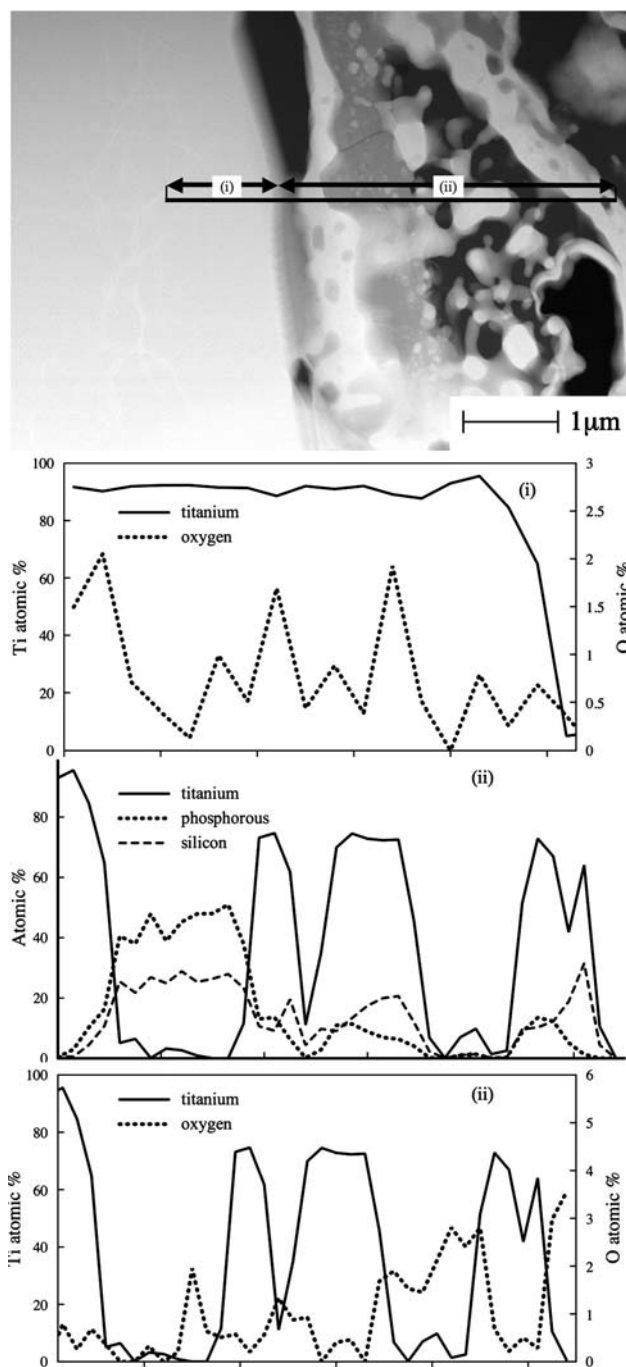 (i)
(ii)
1μm
100
80
60
40
20
0
Ti atomic %
titanium
oxygen
(i)
3
2.5
2
1.5
1
0.5
0
O atomic %
80
60
40
20
0
Atomic %
titanium
phosphorous
silicon
(ii)
100
80
60
40
20
0
Ti atomic %
titanium
oxygen
(ii)
6
5
4
3
2
1
0
O atomic %